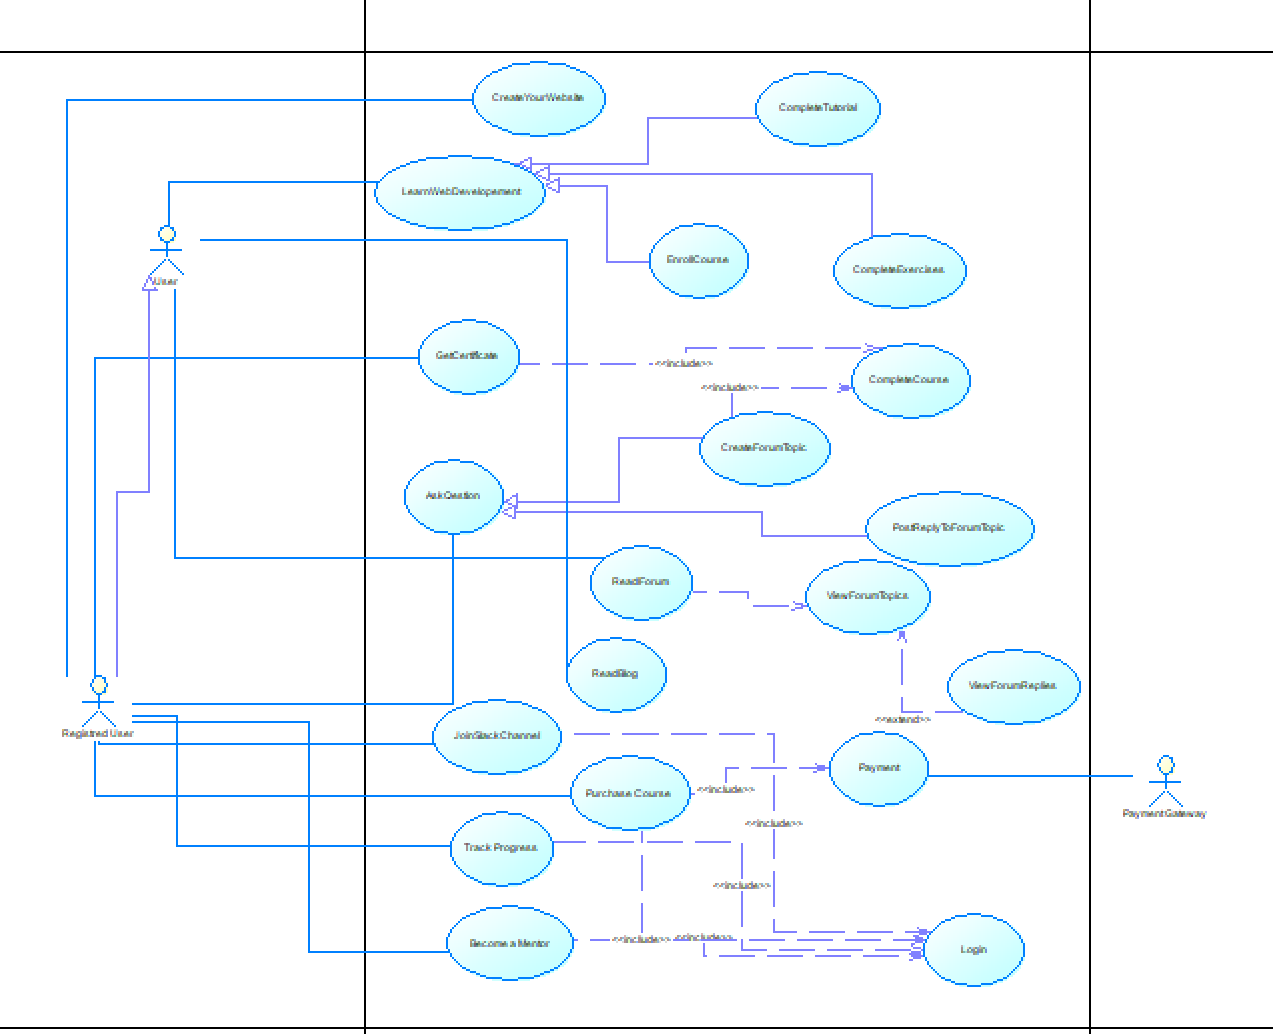 CreateYourWebsite
CompleteTutorial
LearnWebDevelopement
EnrollCourse
CompleteExercises
User
GetCertificate
<<include>>
<<include>>
CompleteCourse
CreateForumTopic
AskQestion
PostReplyToForumTopic
ReadForum
ViewForumTopics
ReadBlog
ViewForumReplies
<<extend>>
Registred User
JoinSlackChannel
Payment
Purchase Course
<<include>>
PaymentGateway
<<include>>
Track Progress
<<include>>
Become a Mentor
<<include>>
<<include>>
Login